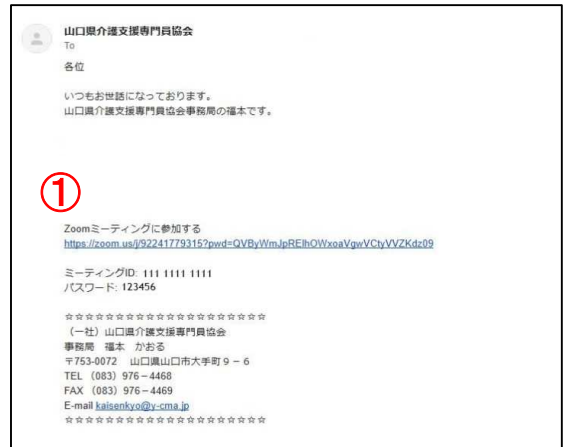 山口県介護支援専門員協会
To
各位
いつもお世話になっております。
山口県介護支援専門員協会事務局の福本です。
①
Zoomミーティングに参加する
https://zoom.us/j/92241779315?pwd=QVByWmJpRElhOWxoaVgwVCtyVVZKdz09
ミーティングID: 111 1111 1111
パスワード: 123456
☆☆☆☆☆☆☆☆☆☆☆☆☆☆☆☆☆☆☆☆
（一社）山口県介護支援専門員協会
事務局　福本　かおる
〒753-0072　山口県山口市大手町９－６
TEL （083）976－4468
FAX （083）976－4469
E-mail kaisenkyo@y-cma.jp
☆☆☆☆☆☆☆☆☆☆☆☆☆☆☆☆☆☆☆☆